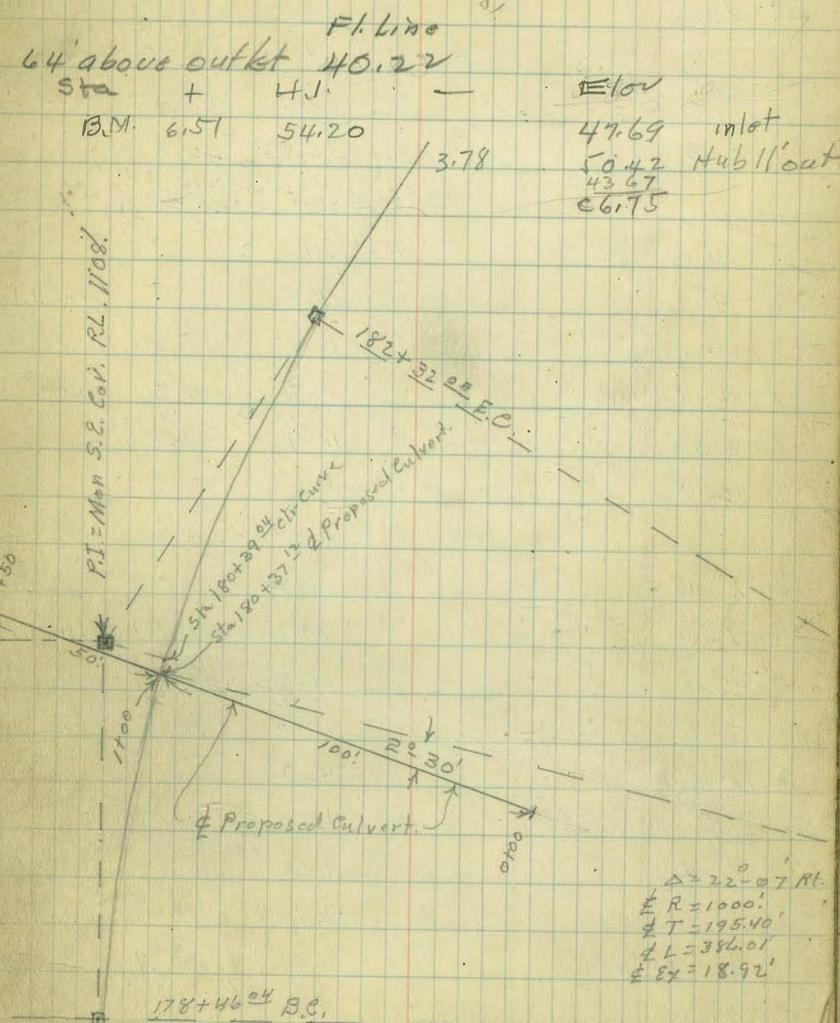 Fl. Line
64' above outlet 40.22
Sta + H.I. — Elev
B.M. 6.51 54.20 47.69 inlet
3.78 50.42 Hub 11' out
43.67
C 6.75
P.I. = Mon S.E. Cor. R.L. 1108.
182+32 00 E.C.
Sta 180+39 04 Ctr Curve
Sta 180+37 12 ₵ Proposed Culvert.
+50
50'
1+00
100'
2° 30'
₵ Proposed Culvert.
0+00
Δ = 22°-07' Rt.
₵ R = 1000'
₵ T = 195.40'
₵ L = 386.01'
₵ Ex = 18.92'
178+46 04 B.C.